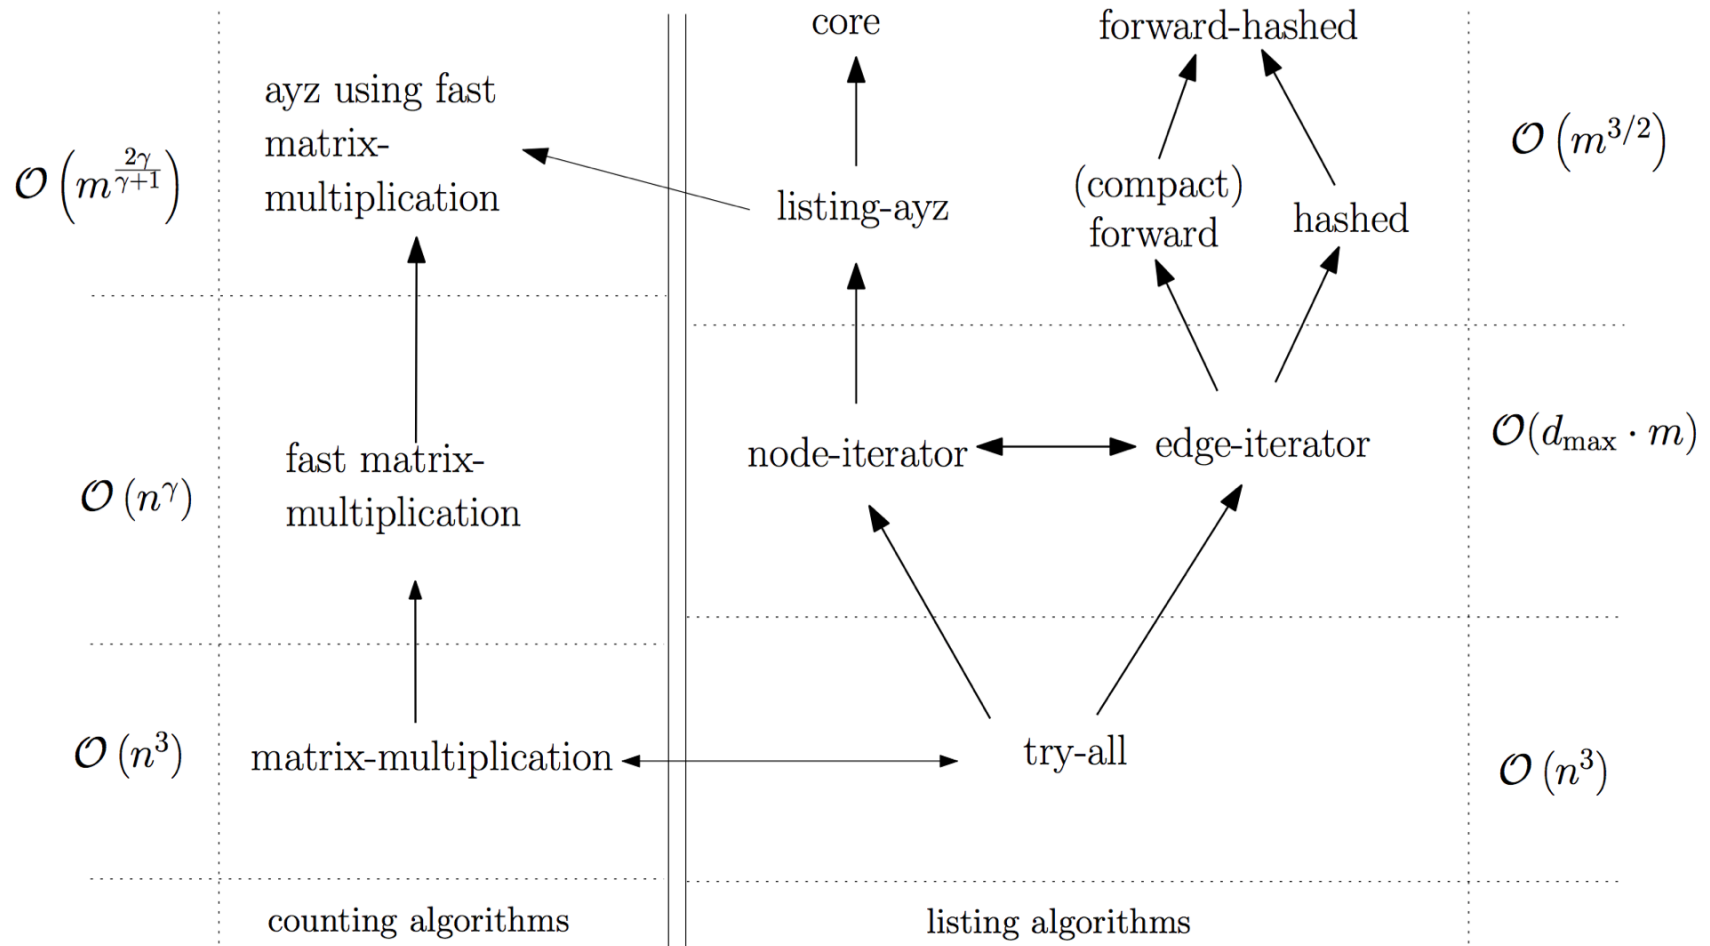 core
forward-hashed
ayz using fast
matrix-
multiplication
𝒪(m^{2γ/(γ+1)})
𝒪(m^{3/2})
listing-ayz
(compact)
forward
hashed
fast matrix-
multiplication
𝒪(n^γ)
node-iterator
edge-iterator
𝒪(d_max · m)
𝒪(n^3)
matrix-multiplication
try-all
𝒪(n^3)
counting algorithms
listing algorithms